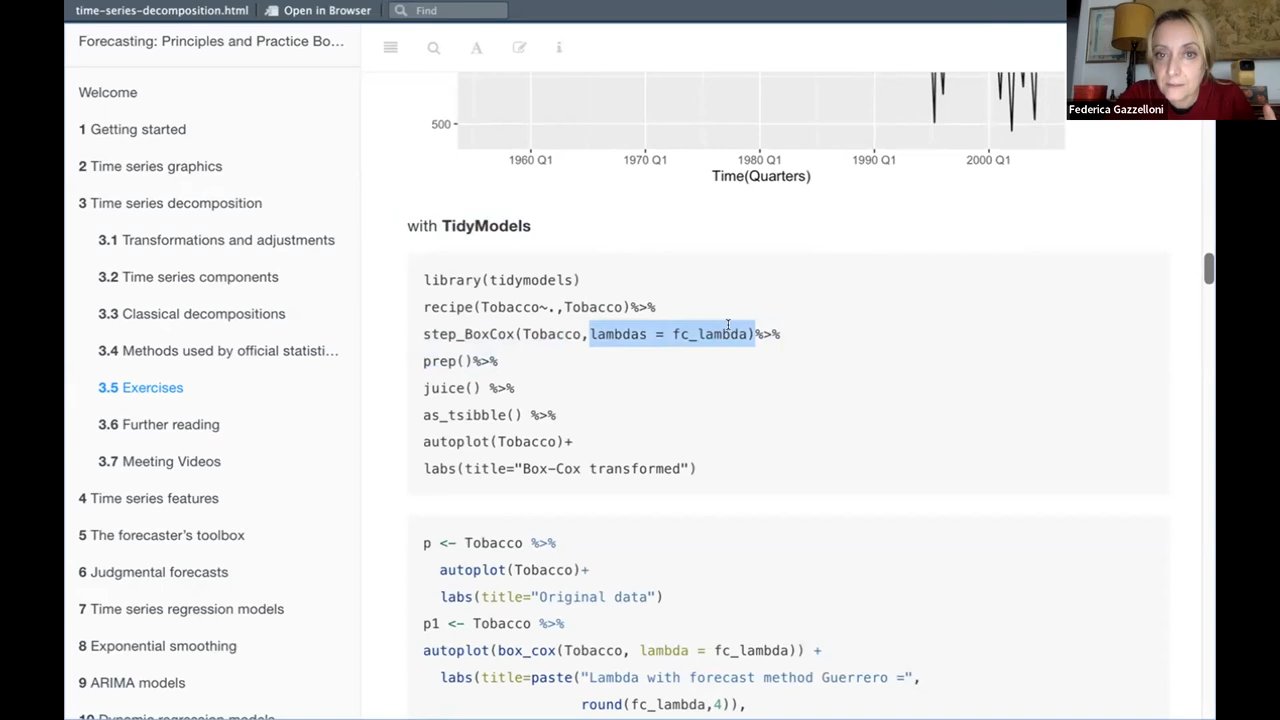 time-series-decomposition.html
Open in Browser
Find
Forecasting: Principles and Practice Bo...
Welcome
1 Getting started
2 Time series graphics
3 Time series decomposition
3.1 Transformations and adjustments
3.2 Time series components
3.3 Classical decompositions
3.4 Methods used by official statisti...
3.5 Exercises
3.6 Further reading
3.7 Meeting Videos
4 Time series features
5 The forecaster's toolbox
6 Judgmental forecasts
7 Time series regression models
8 Exponential smoothing
9 ARIMA models
10 Dynamic regression models
Federica Gazzelloni
500
1960 Q1 1970 Q1 1980 Q1 1990 Q1 2000 Q1
Time(Quarters)
with TidyModels
library(tidymodels)
recipe(Tobacco~.,Tobacco)%>%
step_BoxCox(Tobacco,lambdas = fc_lambda)%>%
prep()%>%
juice() %>%
as_tsibble() %>%
autoplot(Tobacco)+
labs(title="Box-Cox transformed")
p <- Tobacco %>%
autoplot(Tobacco)+
labs(title="Original data")
p1 <- Tobacco %>%
autoplot(box_cox(Tobacco, lambda = fc_lambda)) +
labs(title=paste("Lambda with forecast method Guerrero =",
round(fc_lambda,4)),